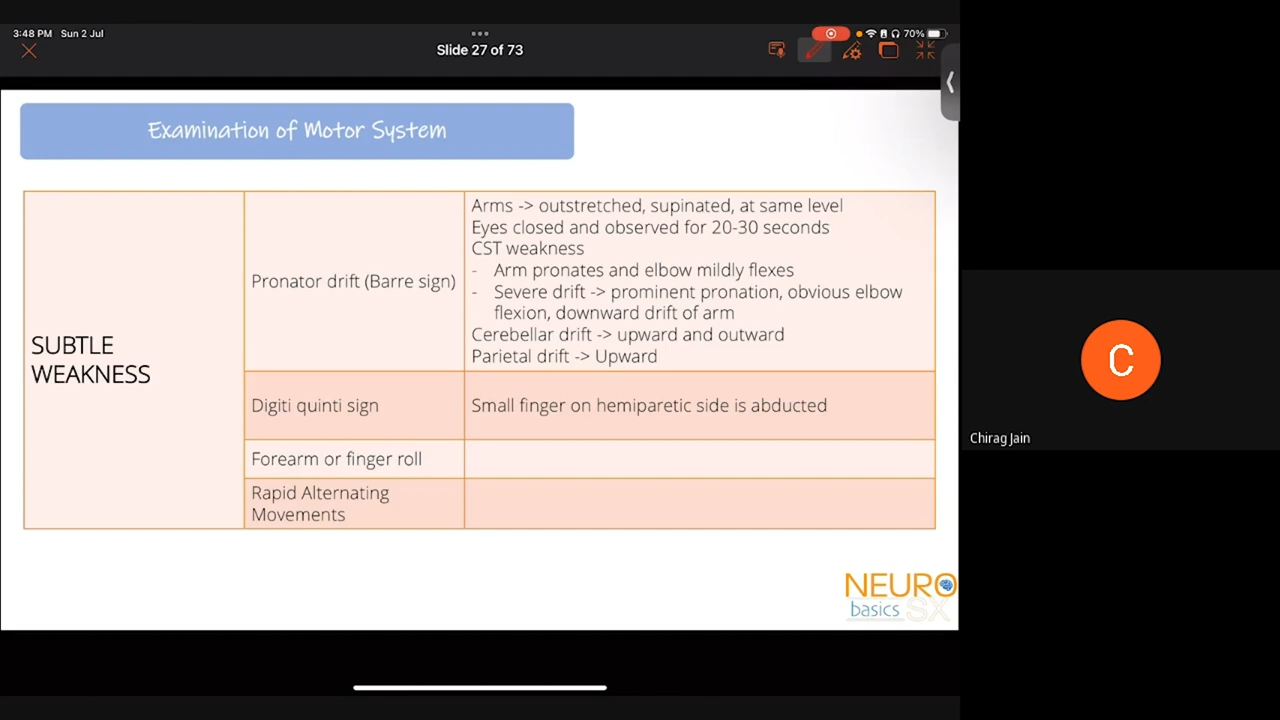 3:48 PM Sun 2 Jul
70%
Slide 27 of 73
Examination of Motor System
SUBTLE
WEAKNESS
Pronator drift (Barre sign)
Arms -> outstretched, supinated, at same level
Eyes closed and observed for 20-30 seconds
CST weakness
- Arm pronates and elbow mildly flexes
- Severe drift -> prominent pronation, obvious elbow
flexion, downward drift of arm
Cerebellar drift -> upward and outward
Parietal drift -> Upward
Digiti quinti sign
Small finger on hemiparetic side is abducted
Forearm or finger roll
Rapid Alternating
Movements
NEURO
basics SX
C
Chirag Jain